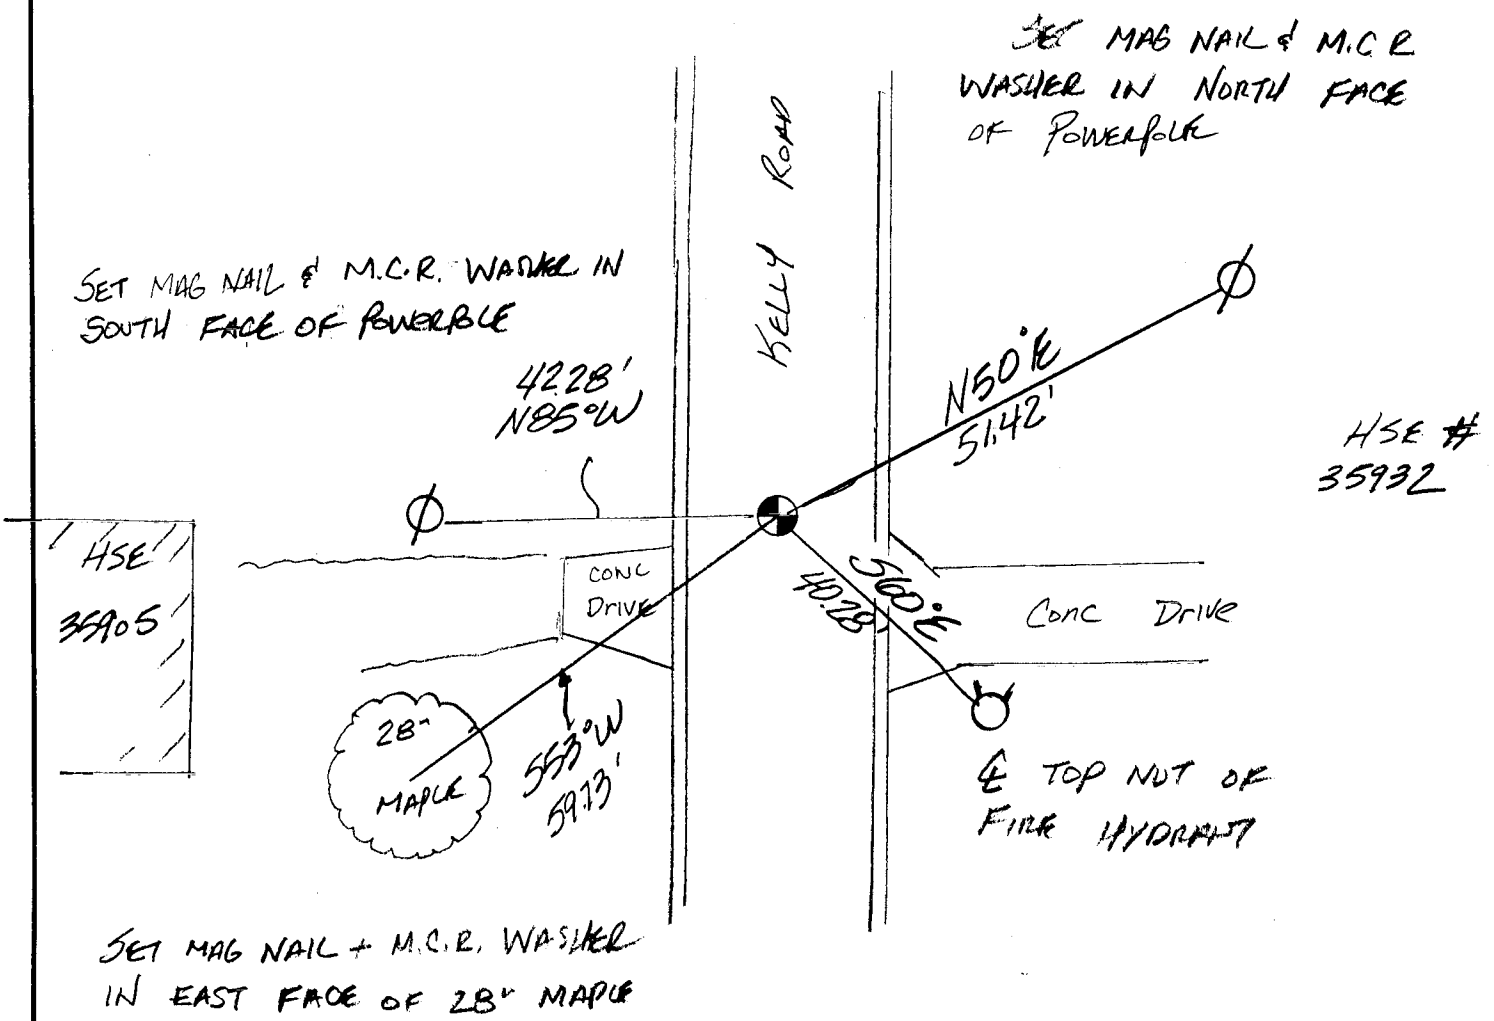 SET MAG NAIL & M.C.R
WASHER IN NORTH FACE
OF POWERPOLE
KELLY ROAD
SET MAG NAIL & M.C.R. WASHER IN
SOUTH FACE OF POWERPOLE
42.28'
N85°W
N50°E
51.42'
HSE #
35932
HSE
35905
CONC
Drive
S60°E
40.28'
Conc Drive
28"
MAPLE
S53°W
59.73'
℄ TOP NUT OF
FIRE HYDRANT
SET MAG NAIL + M.C.R. WASHER
IN EAST FACE OF 28" MAPLE